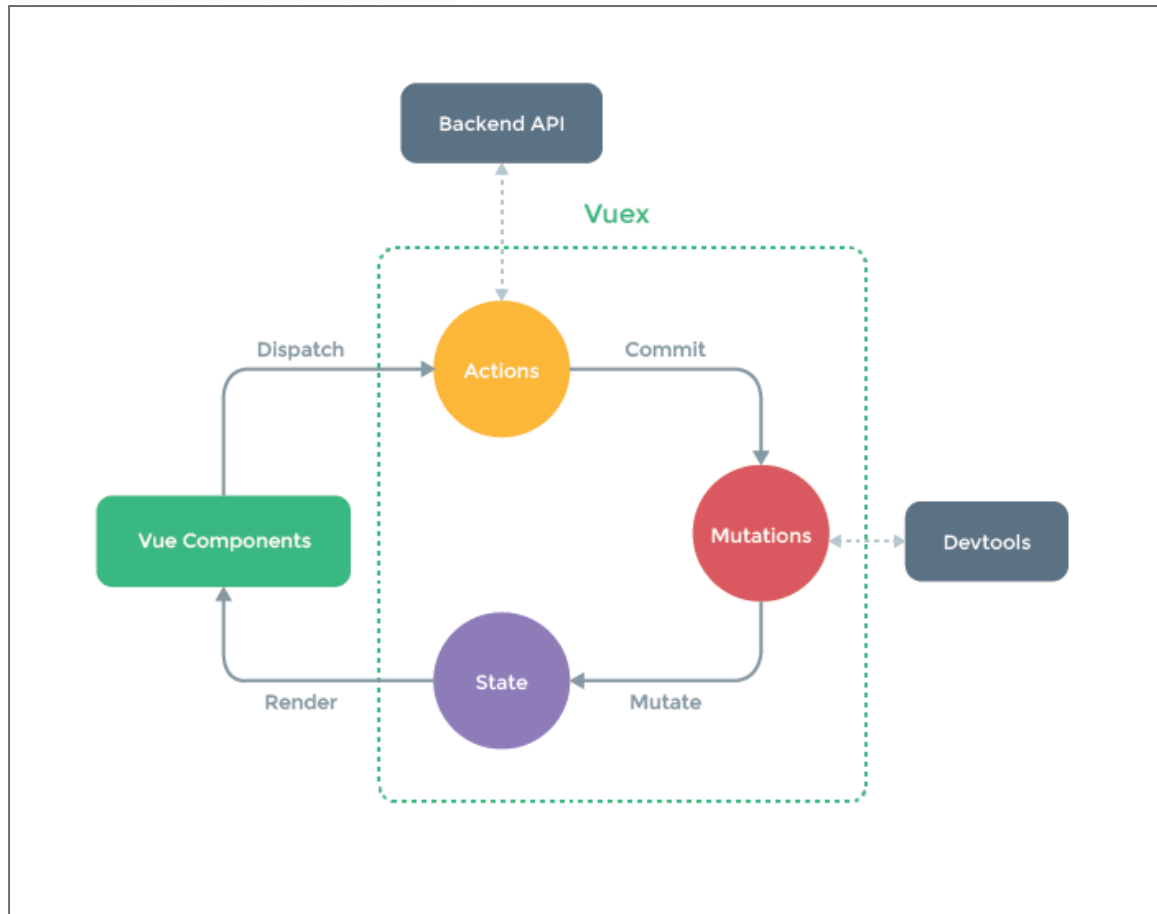 Backend API
Vuex
Dispatch
Commit
Actions
Vue Components
Mutations
Devtools
State
Render
Mutate